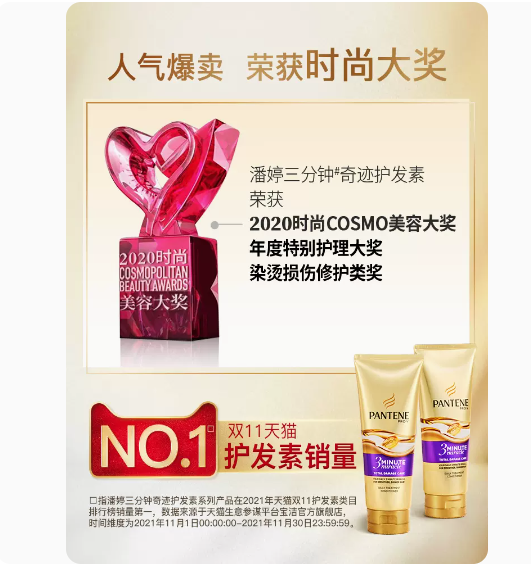 人气爆卖 荣获时尚大奖
潘婷三分钟#奇迹护发素
荣获
2020时尚COSMO美容大奖
年度特别护理大奖
染烫损伤修护类奖
2020时尚
COSMOPOLITAN
BEAUTY AWARDS
美容大奖
NO.1
双11天猫
护发素销量
PANTENE
PRO-V
3 MINUTE
miracle
TOTAL DAMAGE CARE
PANTENE
PRO-V
3 MINUTE
miracle
TOTAL DAMAGE CARE
□指潘婷三分钟奇迹护发素系列产品在2021年天猫双11护发素类目
排行榜销量第一，数据来源于天猫生意参谋平台宝洁官方旗舰店，
时间维度为2021年11月1日00:00:00-2021年11月30日23:59:59。